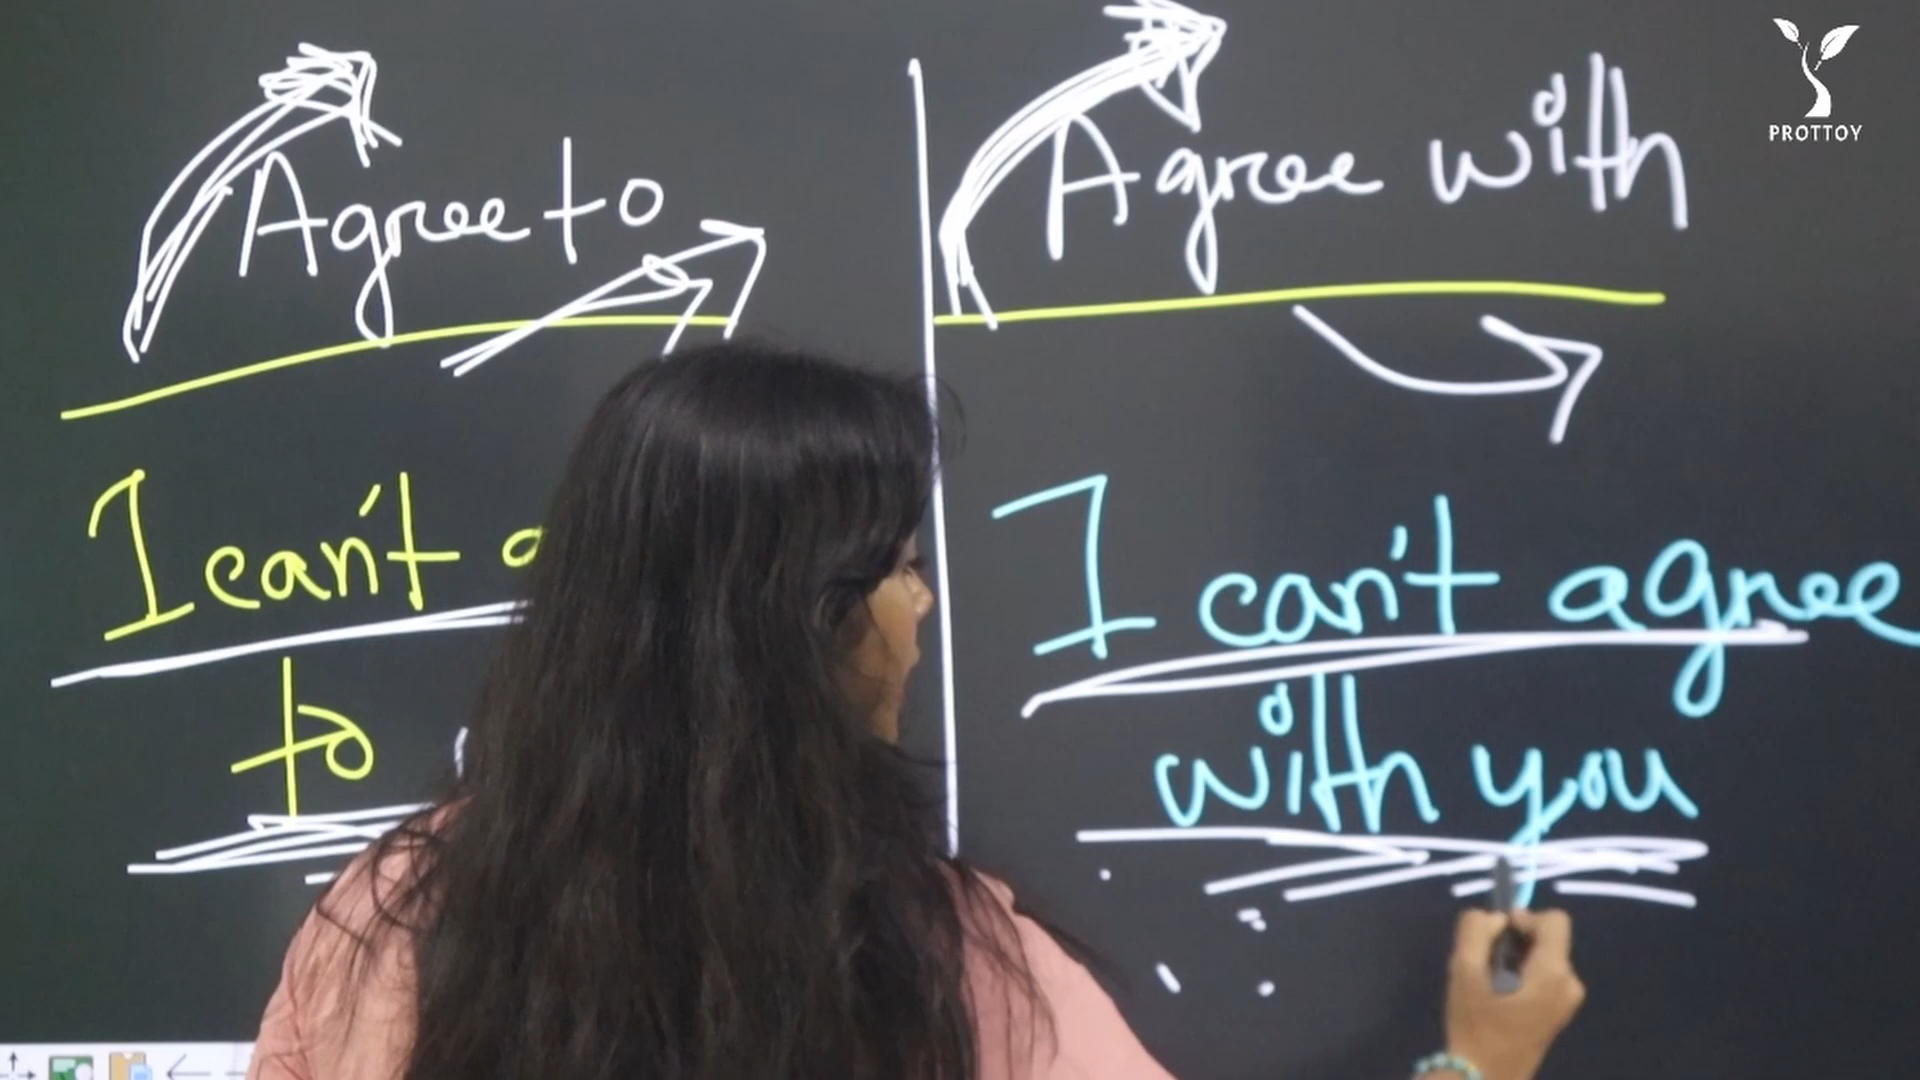 Agree to
I can't
to
Agree with
I can't agree
with you
PROTTOY